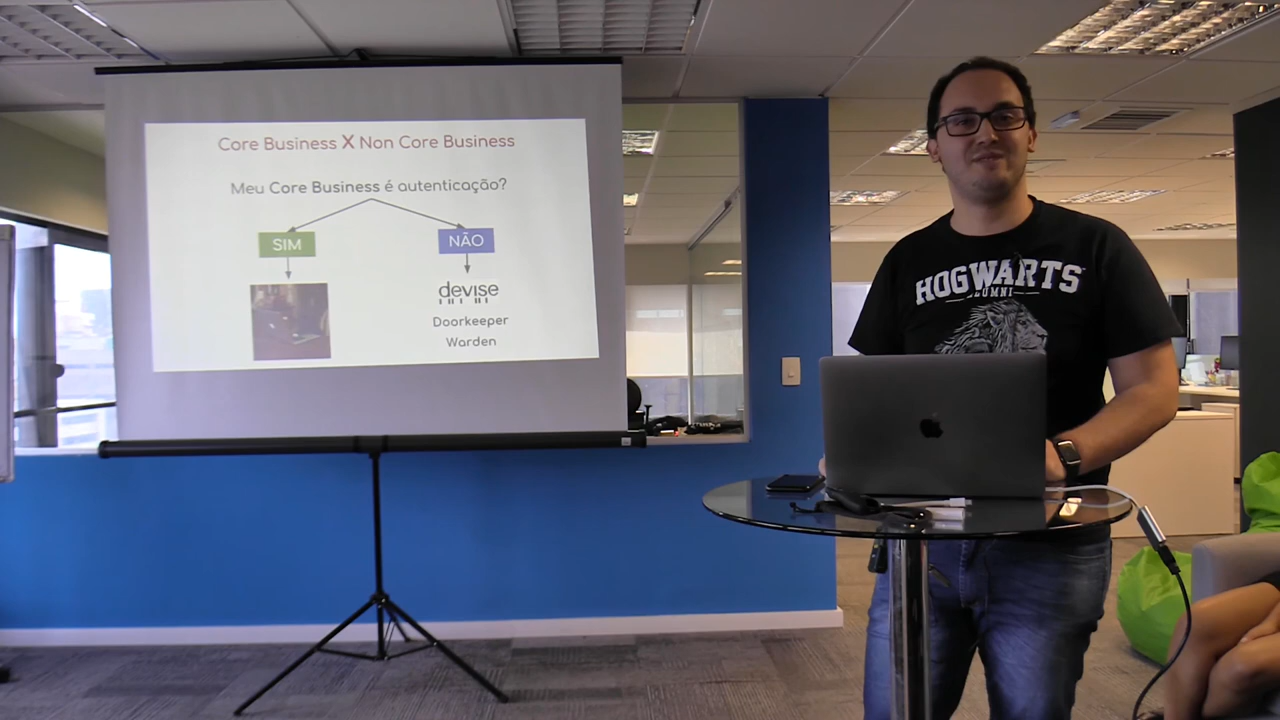 Core Business X Non Core Business
Meu Core Business é autenticação?
SIM
NÃO
devise
Doorkeeper
Warden
HOGWARTS
ALUMNI